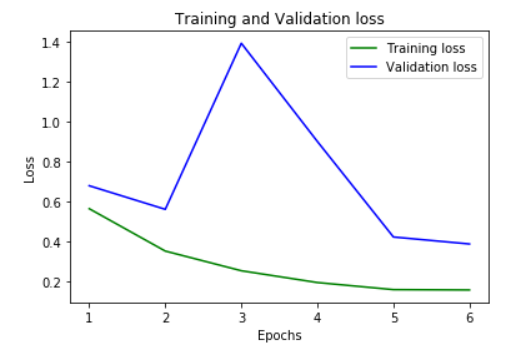 Training and Validation loss
Training loss
Validation loss
1.4
1.2
1.0
0.8
0.6
0.4
0.2
Loss
1 2 3 4 5 6
Epochs